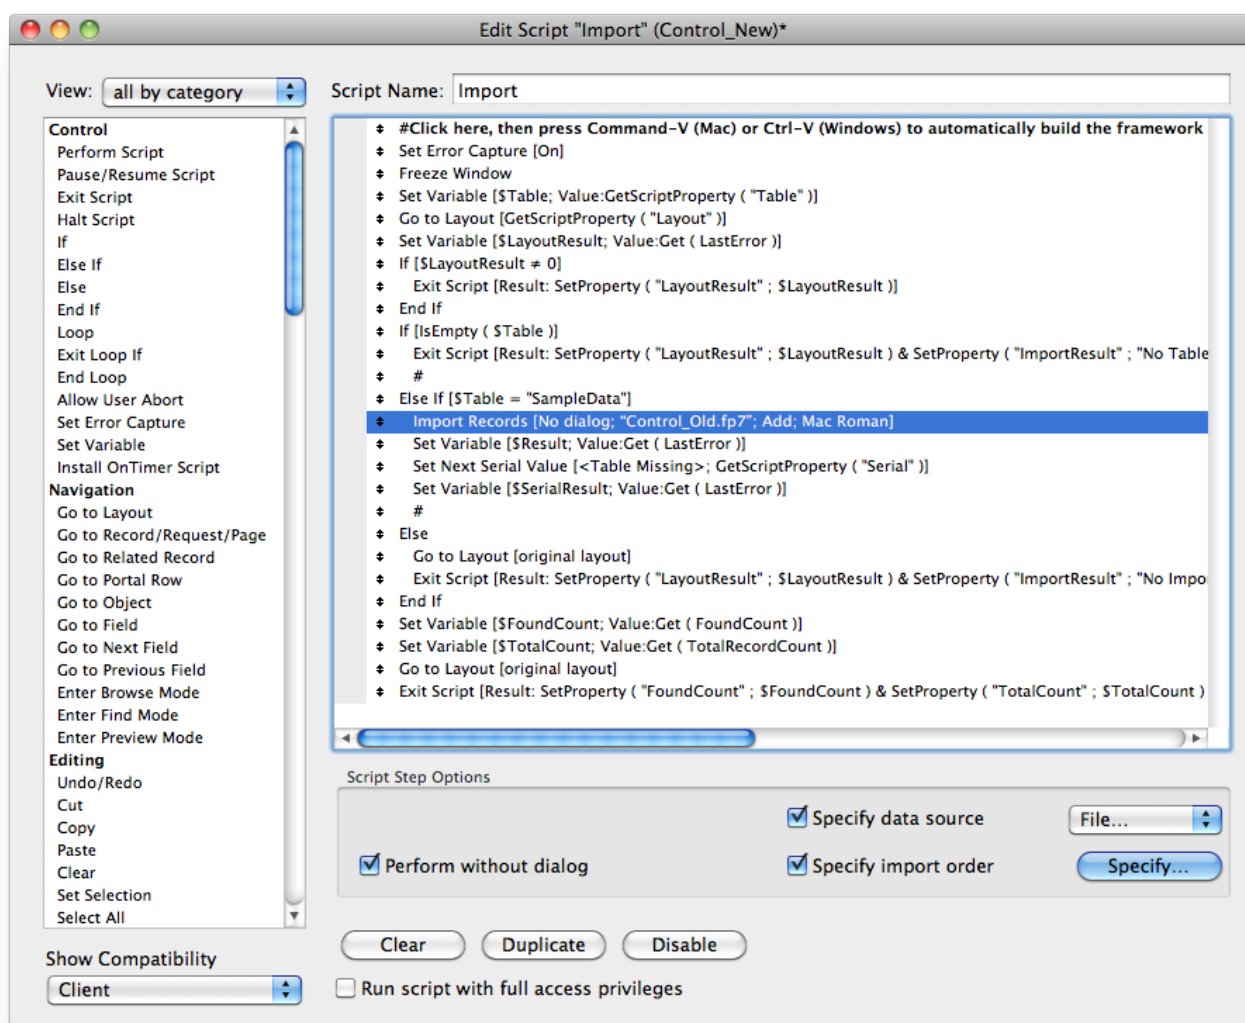 Edit Script "Import" (Control_New)*
View: all by category
Script Name: Import
Control
Perform Script
Pause/Resume Script
Exit Script
Halt Script
If
Else If
Else
End If
Loop
Exit Loop If
End Loop
Allow User Abort
Set Error Capture
Set Variable
Install OnTimer Script
Navigation
Go to Layout
Go to Record/Request/Page
Go to Related Record
Go to Portal Row
Go to Object
Go to Field
Go to Next Field
Go to Previous Field
Enter Browse Mode
Enter Find Mode
Enter Preview Mode
Editing
Undo/Redo
Cut
Copy
Paste
Clear
Set Selection
Select All
Show Compatibility
Client
#Click here, then press Command-V (Mac) or Ctrl-V (Windows) to automatically build the framework
Set Error Capture [On]
Freeze Window
Set Variable [$Table; Value:GetScriptProperty ( "Table" )]
Go to Layout [GetScriptProperty ( "Layout" )]
Set Variable [$LayoutResult; Value:Get ( LastError )]
If [$LayoutResult ≠ 0]
Exit Script [Result: SetProperty ( "LayoutResult" ; $LayoutResult )]
End If
If [IsEmpty ( $Table )]
Exit Script [Result: SetProperty ( "LayoutResult" ; $LayoutResult ) & SetProperty ( "ImportResult" ; "No Table
#
Else If [$Table = "SampleData"]
Import Records [No dialog; “Control_Old.fp7”; Add; Mac Roman]
Set Variable [$Result; Value:Get ( LastError )]
Set Next Serial Value [<Table Missing>; GetScriptProperty ( "Serial" )]
Set Variable [$SerialResult; Value:Get ( LastError )]
#
Else
Go to Layout [original layout]
Exit Script [Result: SetProperty ( "LayoutResult" ; $LayoutResult ) & SetProperty ( "ImportResult" ; "No Impo
End If
Set Variable [$FoundCount; Value:Get ( FoundCount )]
Set Variable [$TotalCount; Value:Get ( TotalRecordCount )]
Go to Layout [original layout]
Exit Script [Result: SetProperty ( "FoundCount" ; $FoundCount ) & SetProperty ( "TotalCount" ; $TotalCount )
Script Step Options
Specify data source File...
Perform without dialog Specify import order Specify...
Clear Duplicate Disable
Run script with full access privileges